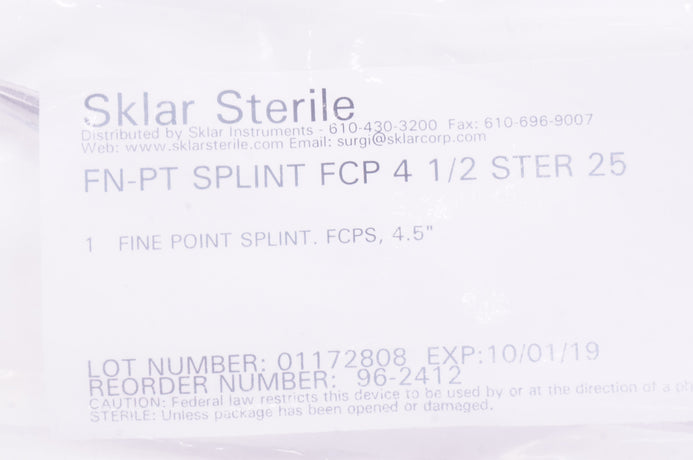 Sklar Sterile
Distributed by Sklar Instruments - 610-430-3200 Fax: 610-696-9007
Web: www.sklarsterile.com Email: surgi@sklarcorp.com
FN-PT SPLINT FCP 4 1/2 STER 25
1 FINE POINT SPLINT. FCPS, 4.5"
LOT NUMBER: 01172808 EXP:10/01/19
REORDER NUMBER: 96-2412
CAUTION: Federal law restricts this device to be used by or at the direction of a
STERILE: Unless package has been opened or damaged.